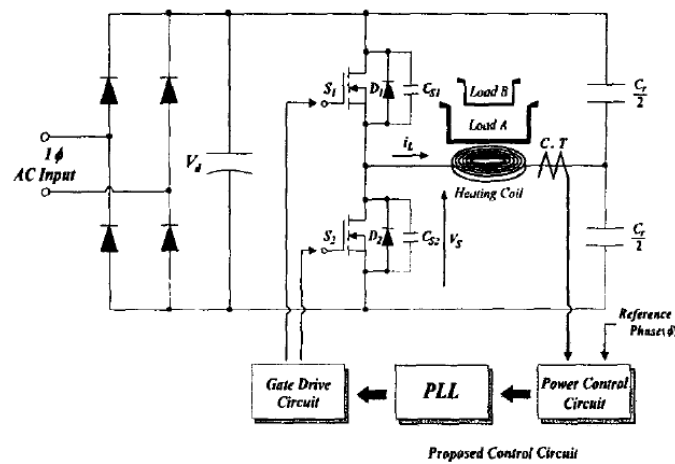 S1
D1
CS1
Load B
Load A
Cr
2
1ϕ
AC Input
Vd
iL
C.T
Heating Coil
S2
D2
CS2
VS
Cr
2
Reference
Phase(ϕ)
Gate Drive
Circuit
PLL
Power Control
Circuit
Proposed Control Circuit